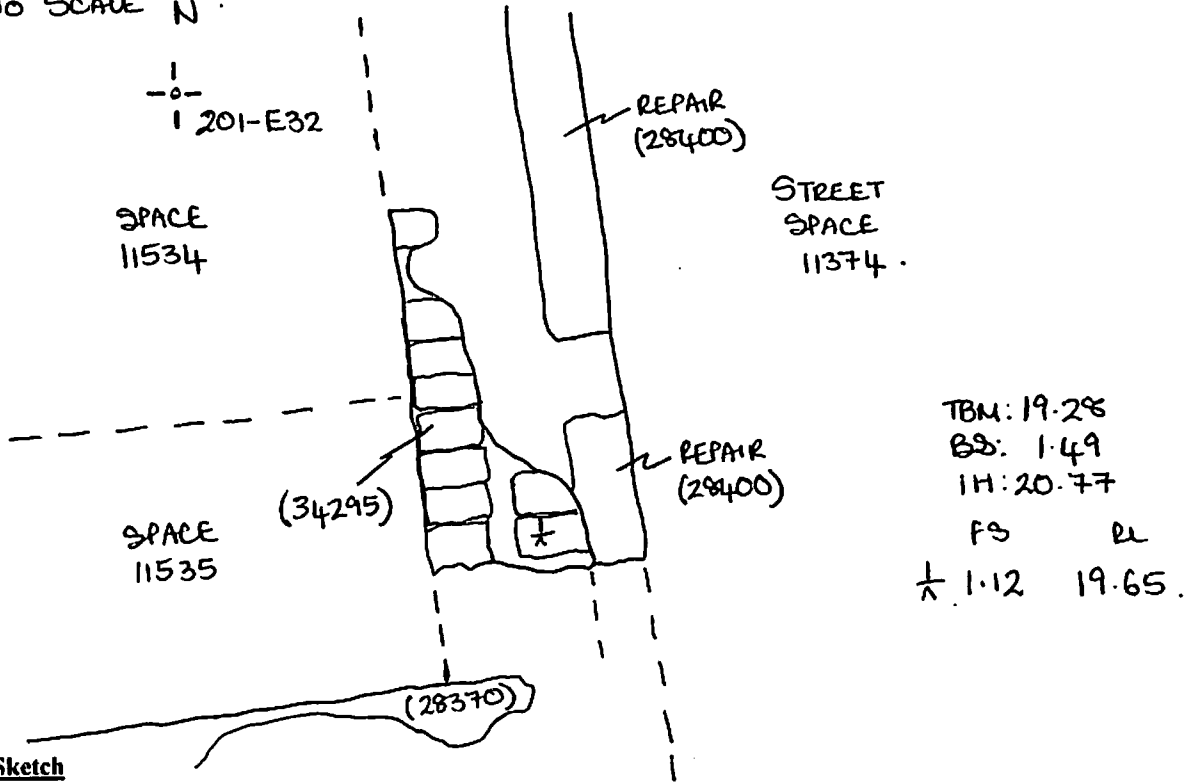 TO SCALE N.
201-E32
REPAIR
(28400)
STREET
SPACE
11374.
SPACE
11534
TBM: 19.28
BS: 1.49
IH: 20.77
FS RL
1.12 19.65.
REPAIR
(28400)
(34295)
SPACE
11535
(28370)
Sketch